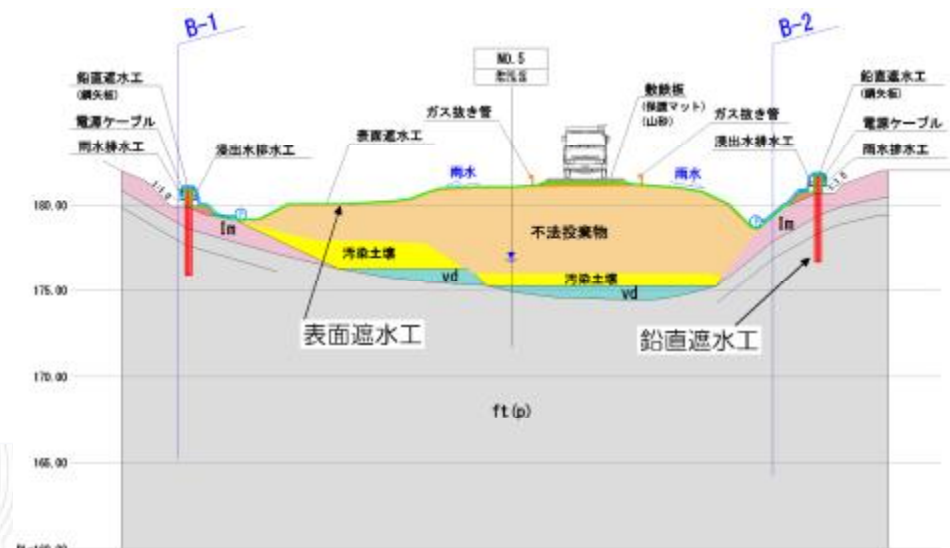 B-1
B-2
NO.5
鉛直遮水工
(鋼矢板)
電源ケーブル
雨水排水工
浸出水排水工
表面遮水工
ガス抜き管
敷鉄板
(保護マット)
(山砂)
ガス抜き管
鉛直遮水工
(鋼矢板)
浸出水排水工
電源ケーブル
雨水排水工
雨水
雨水
180.00
175.00
170.00
165.00
lm
lm
P
P
不法投棄物
汚染土壌
汚染土壌
vd
vd
表面遮水工
鉛直遮水工
ft(p)